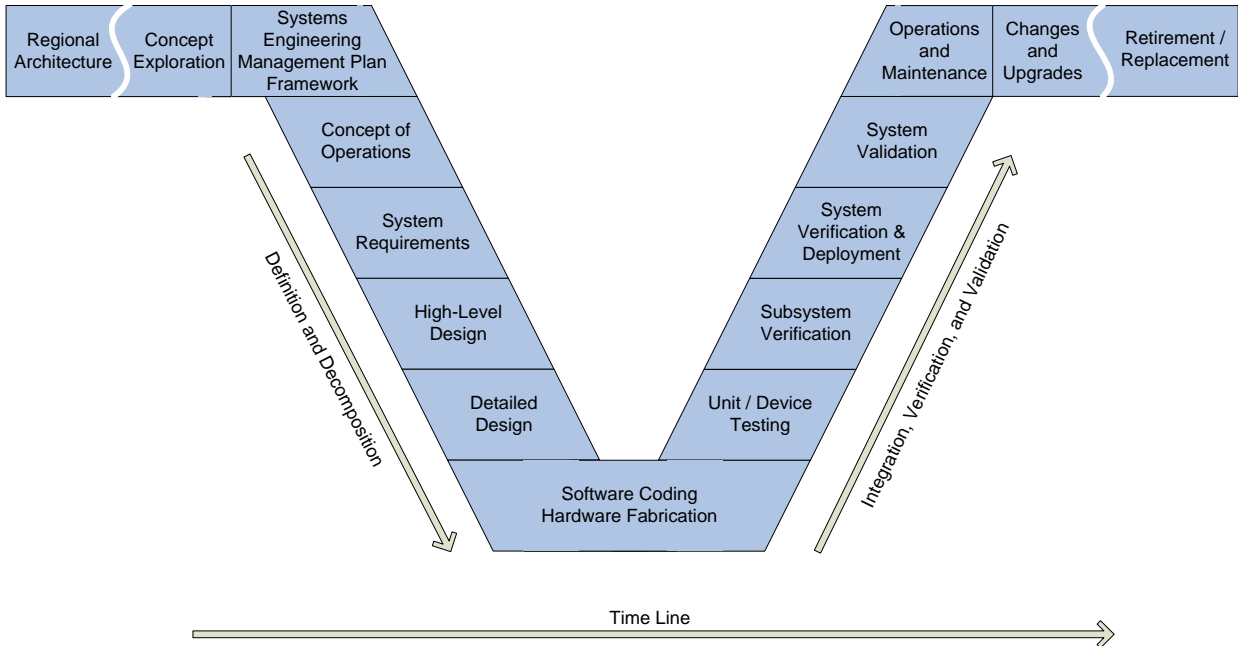 Regional
Architecture
Concept
Exploration
Systems
Engineering
Management Plan
Framework
Operations
and
Maintenance
Changes
and
Upgrades
Retirement /
Replacement
Concept of
Operations
System
Validation
System
Requirements
System
Verification &
Deployment
High-Level
Design
Subsystem
Verification
Detailed
Design
Unit / Device
Testing
Software Coding
Hardware Fabrication
Definition and Decomposition
Integration, Verification, and Validation
Time Line